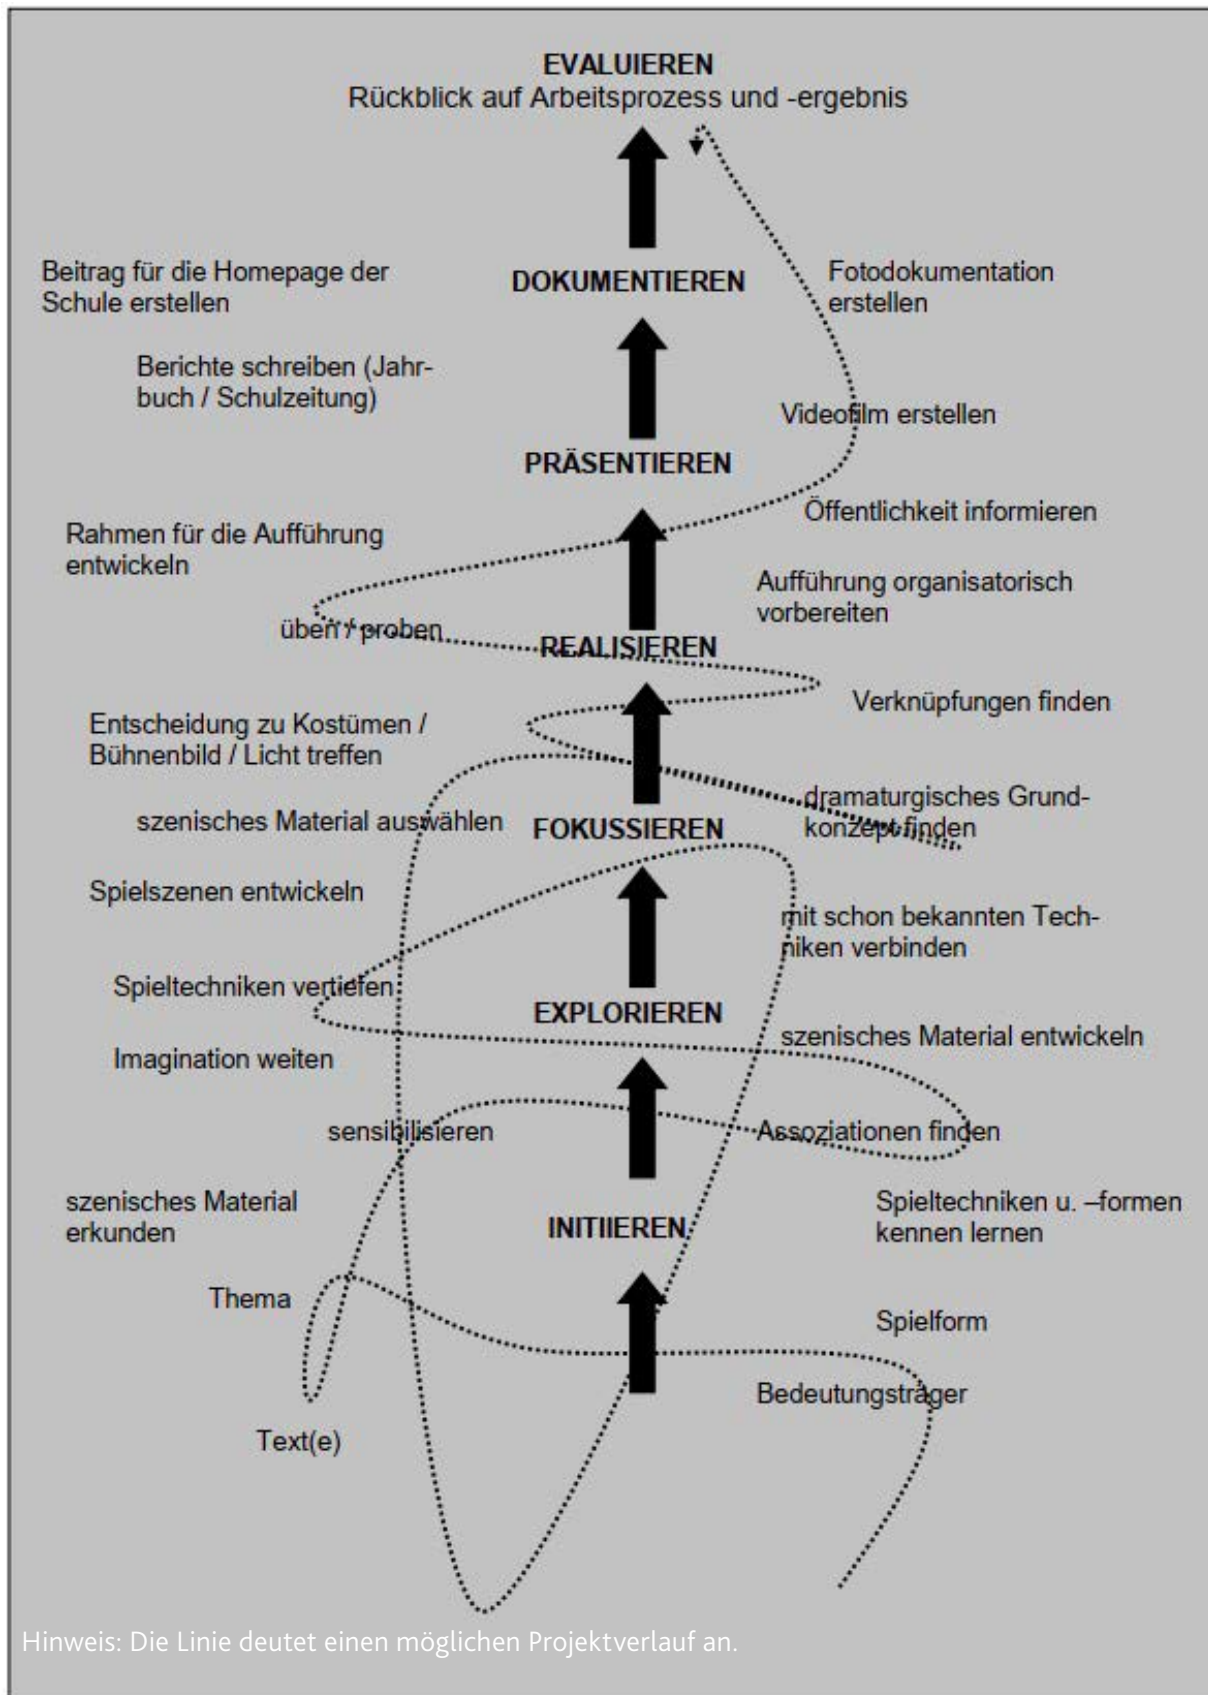 EVALUIEREN
Rückblick auf Arbeitsprozess und -ergebnis
Beitrag für die Homepage der
Schule erstellen
DOKUMENTIEREN
Fotodokumentation
erstellen
Berichte schreiben (Jahr-
buch / Schulzeitung)
Videofilm erstellen
PRÄSENTIEREN
Öffentlichkeit informieren
Rahmen für die Aufführung
entwickeln
Aufführung organisatorisch
vorbereiten
üben / proben
REALISIEREN
Verknüpfungen finden
Entscheidung zu Kostümen /
Bühnenbild / Licht treffen
dramaturgisches Grund-
konzept finden
szenisches Material auswählen
FOKUSSIEREN
Spielszenen entwickeln
mit schon bekannten Tech-
niken verbinden
Spieltechniken vertiefen
EXPLORIEREN
szenisches Material entwickeln
Imagination weiten
sensibilisieren
Assoziationen finden
szenisches Material
erkunden
INITIIEREN
Spieltechniken u. –formen
kennen lernen
Thema
Spielform
Bedeutungsträger
Text(e)
Hinweis: Die Linie deutet einen möglichen Projektverlauf an.